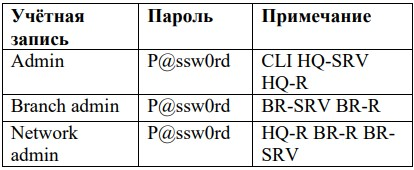 Учётная запись Пароль Примечание
Admin P@ssw0rd CLI HQ-SRV HQ-R
Branch admin P@ssw0rd BR-SRV BR-R
Network admin P@ssw0rd HQ-R BR-R BR-SRV